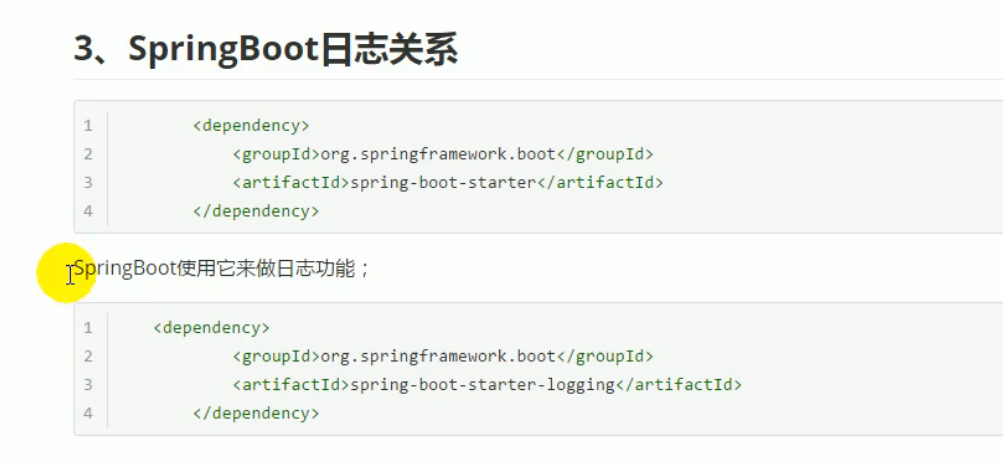 3、SpringBoot日志关系
1 <dependency>
2 <groupId>org.springframework.boot</groupId>
3 <artifactId>spring-boot-starter</artifactId>
4 </dependency>
SpringBoot使用它来做日志功能；
1 <dependency>
2 <groupId>org.springframework.boot</groupId>
3 <artifactId>spring-boot-starter-logging</artifactId>
4 </dependency>